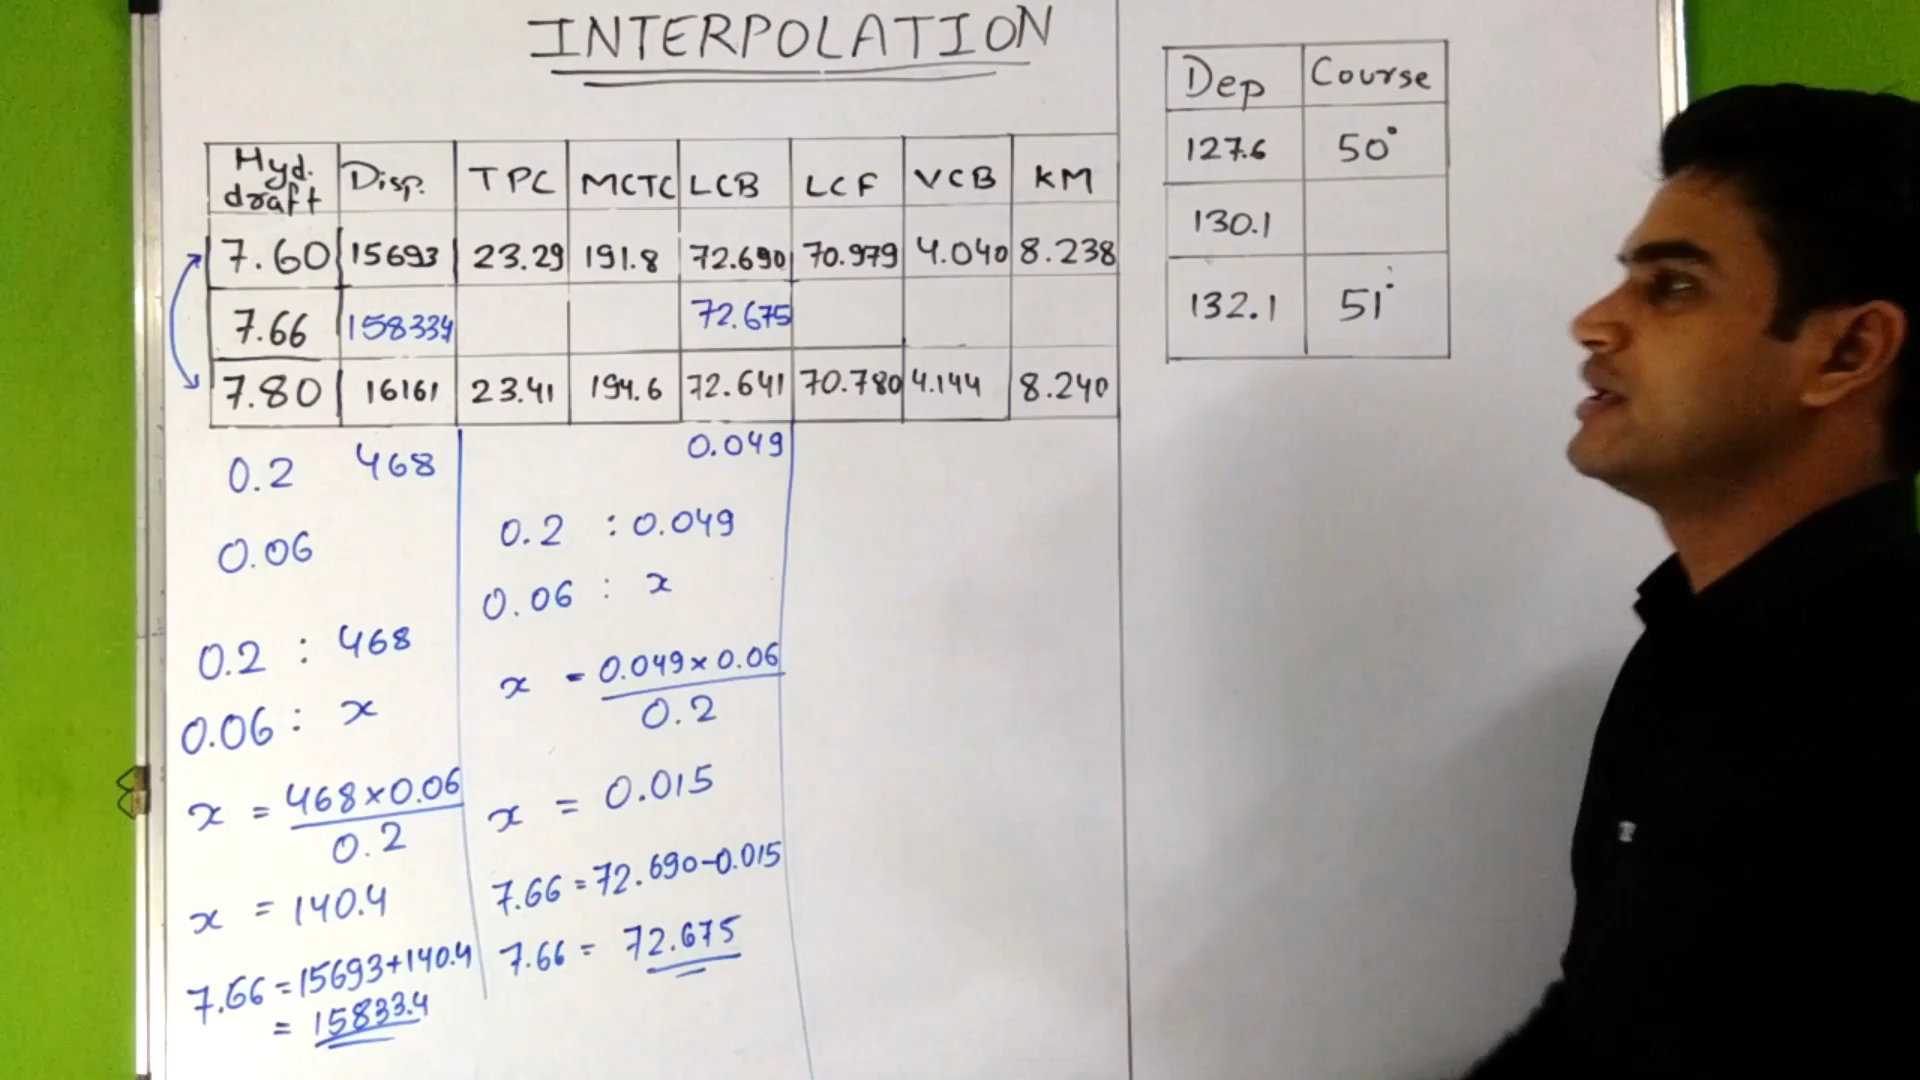 INTERPOLATION
Hyd. draft Disp. TPC MCTC LCB LCF VCB KM
7.60 15693 23.29 191.8 72.690 70.979 4.040 8.238
7.66 15833.4 72.675
7.80 16161 23.41 194.6 72.641 70.780 4.144 8.240
0.2 468
0.06
0.2 : 468
0.06 : x
x = 468×0.06
0.2
x = 140.4
7.66 = 15693+140.4
= 15833.4
0.049
0.2 : 0.049
0.06 : x
x = 0.049×0.06
0.2
x = 0.015
7.66 = 72.690-0.015
7.66 = 72.675
Dep Course
127.6 50°
130.1
132.1 51°